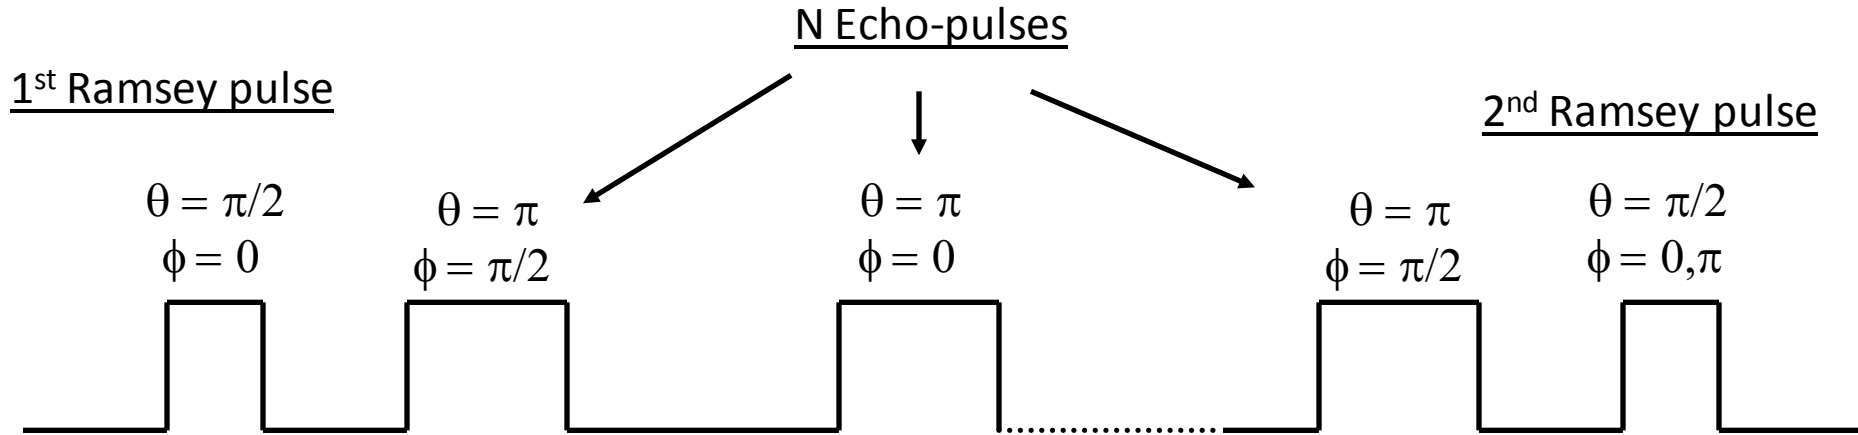 N Echo-pulses
1st Ramsey pulse
2nd Ramsey pulse
θ = π/2
ϕ = 0
θ = π
ϕ = π/2
θ = π
ϕ = 0
θ = π
ϕ = π/2
θ = π/2
ϕ = 0,π